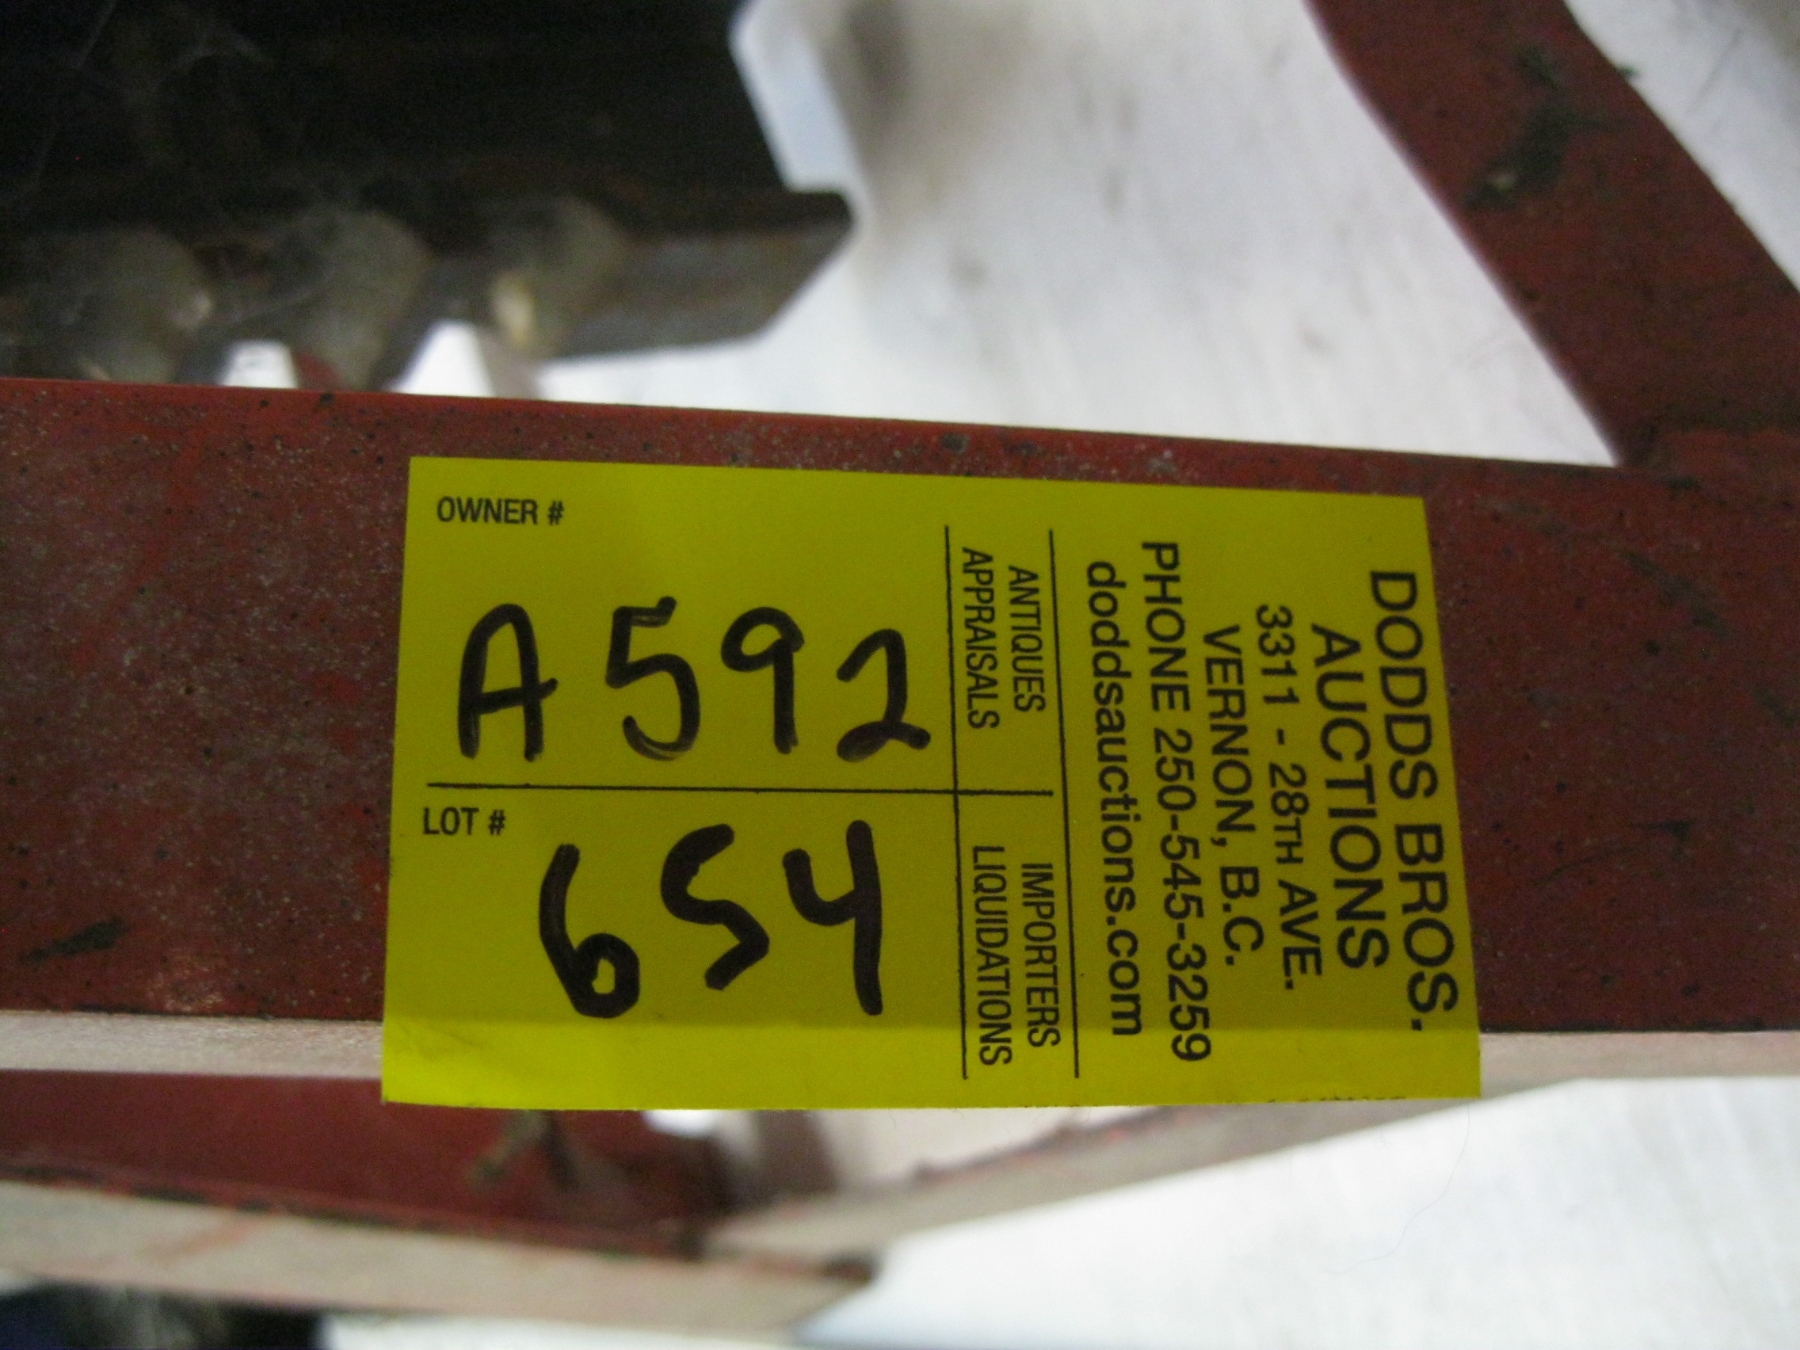 OWNER #
A592
LOT #
654
ANTIQUES
APPRAISALS
IMPORTERS
LIQUIDATIONS
DODDS BROS.
AUCTIONS
3311 - 28TH AVE.
VERNON, B.C.
PHONE 250-545-3259
doddsauctions.com